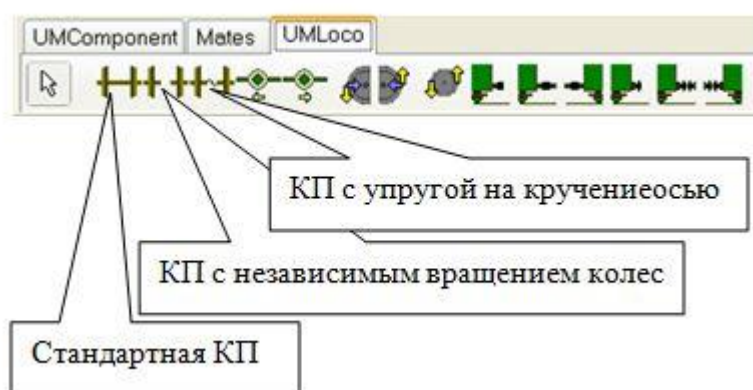 UMComponent Mates UMLoco
КП с упругой на кручениеосью
КП с независимым вращением колес
Стандартная КП